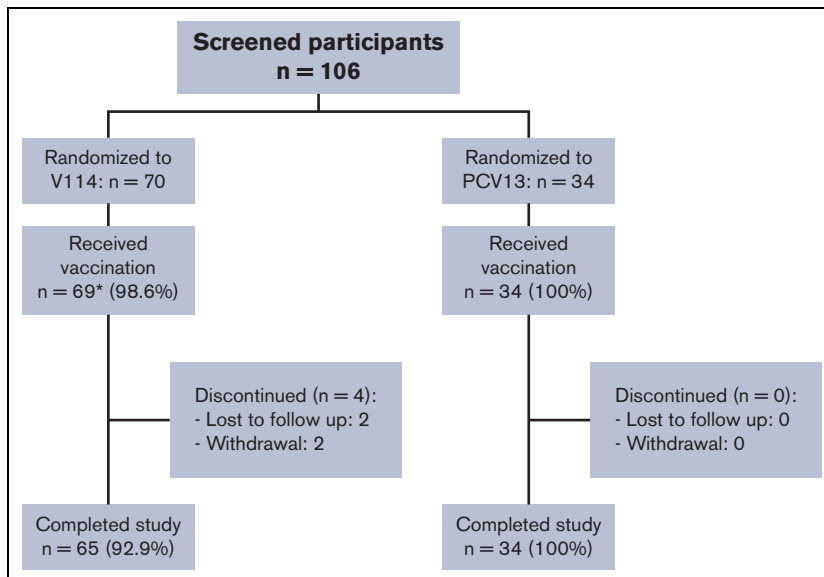 Screened participants
n = 106
Randomized to
V114: n = 70
Randomized to
PCV13: n = 34
Received
vaccination
n = 69* (98.6%)
Received
vaccination
n = 34 (100%)
Discontinued (n = 4):
- Lost to follow up: 2
- Withdrawal: 2
Discontinued (n = 0):
- Lost to follow up: 0
- Withdrawal: 0
Completed study
n = 65 (92.9%)
Completed study
n = 34 (100%)